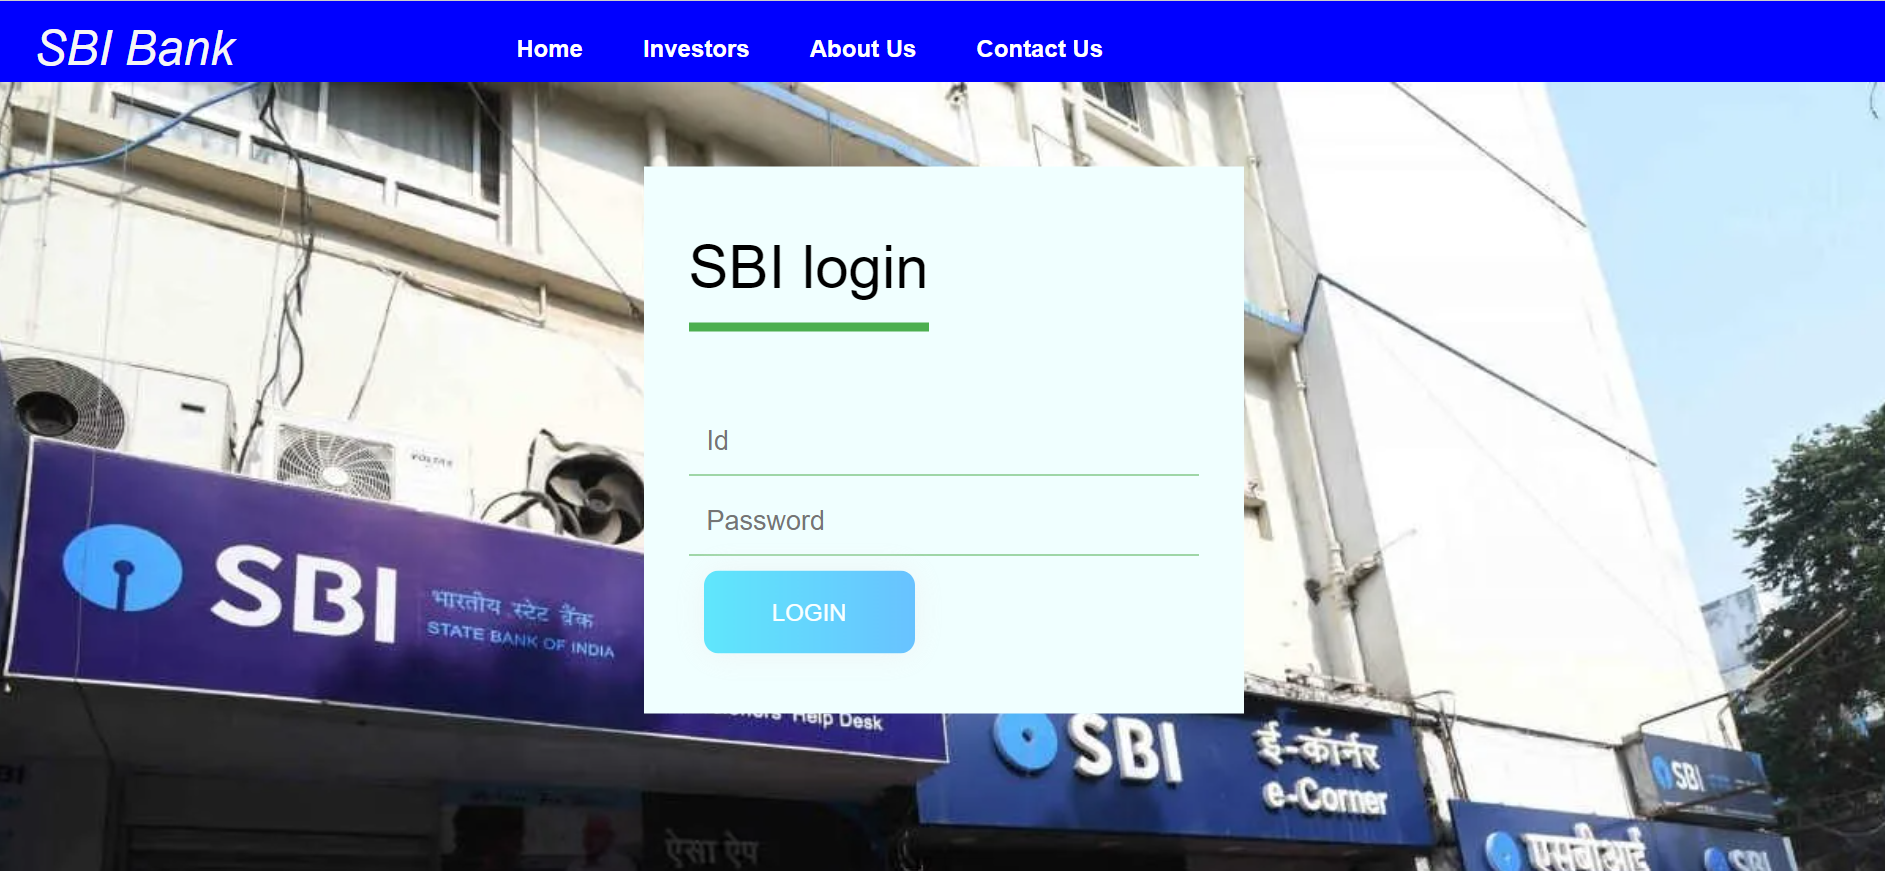 SBI Bank
Home Investors About Us Contact Us
SBI login
Id
Password
LOGIN
VOLTAS
SBI
भारतीय स्टेट बैंक
STATE BANK OF INDIA
Help Desk
SBI
ई-कॉर्नर
e-Corner
SBI
ऐसा ऐप
एसबीआई
SBI